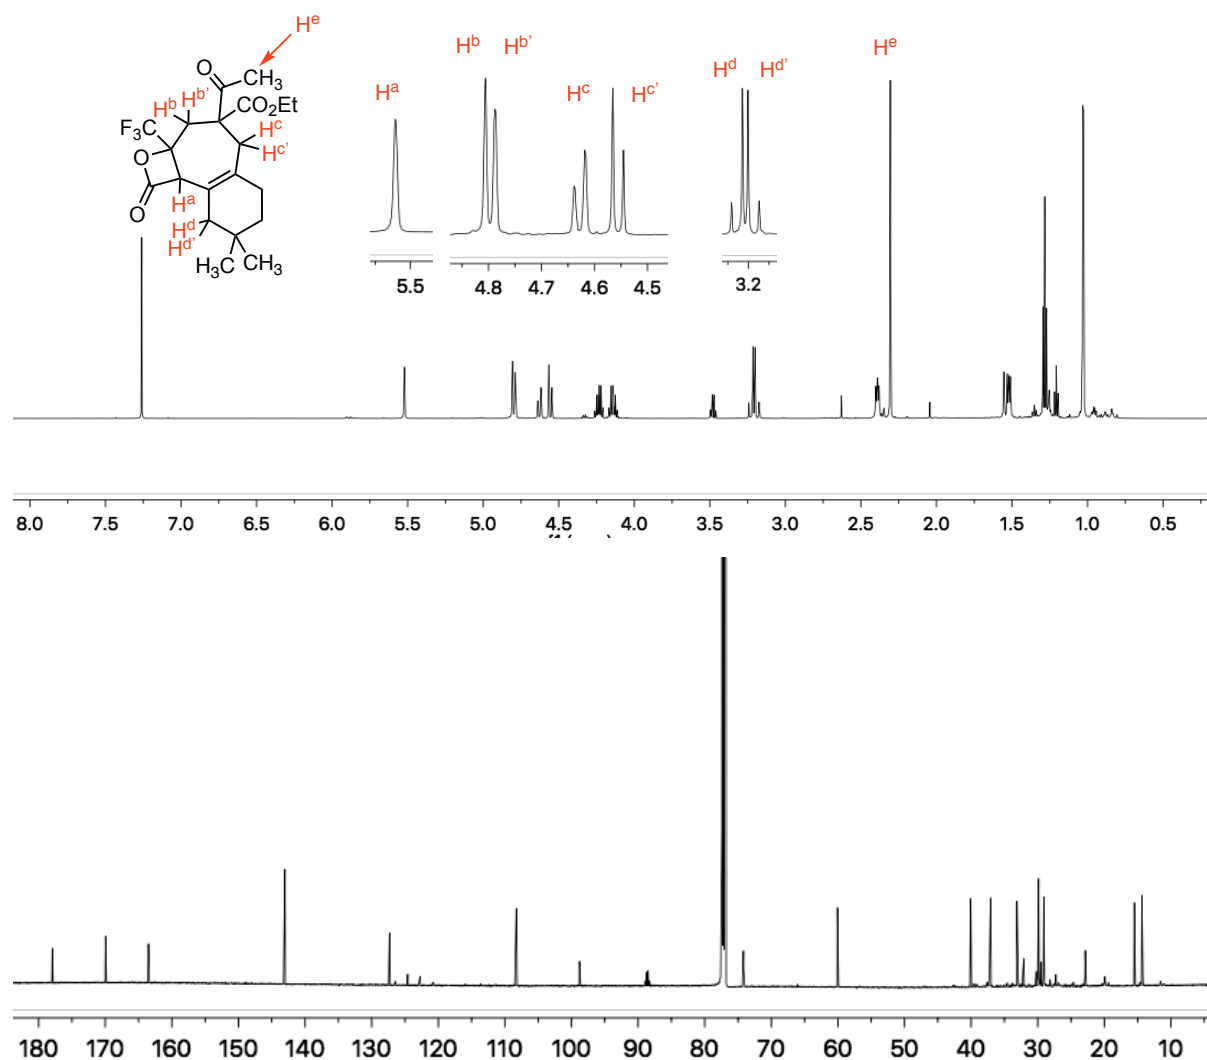 Hᵉ
O
CH₃
Hᵇ Hᵇ'
CO₂Et
F₃C
Hᶜ
Hᶜ'
O
O
Hᵃ
Hᵈ
Hᵈ'
H₃C CH₃
Hᵃ
Hᵇ Hᵇ'
Hᶜ Hᶜ'
Hᵈ Hᵈ'
Hᵉ
5.5
4.8 4.7 4.6 4.5
3.2
8.0 7.5 7.0 6.5 6.0 5.5 5.0 4.5 4.0 3.5 3.0 2.5 2.0 1.5 1.0 0.5
180 170 160 150 140 130 120 110 100 90 80 70 60 50 40 30 20 10